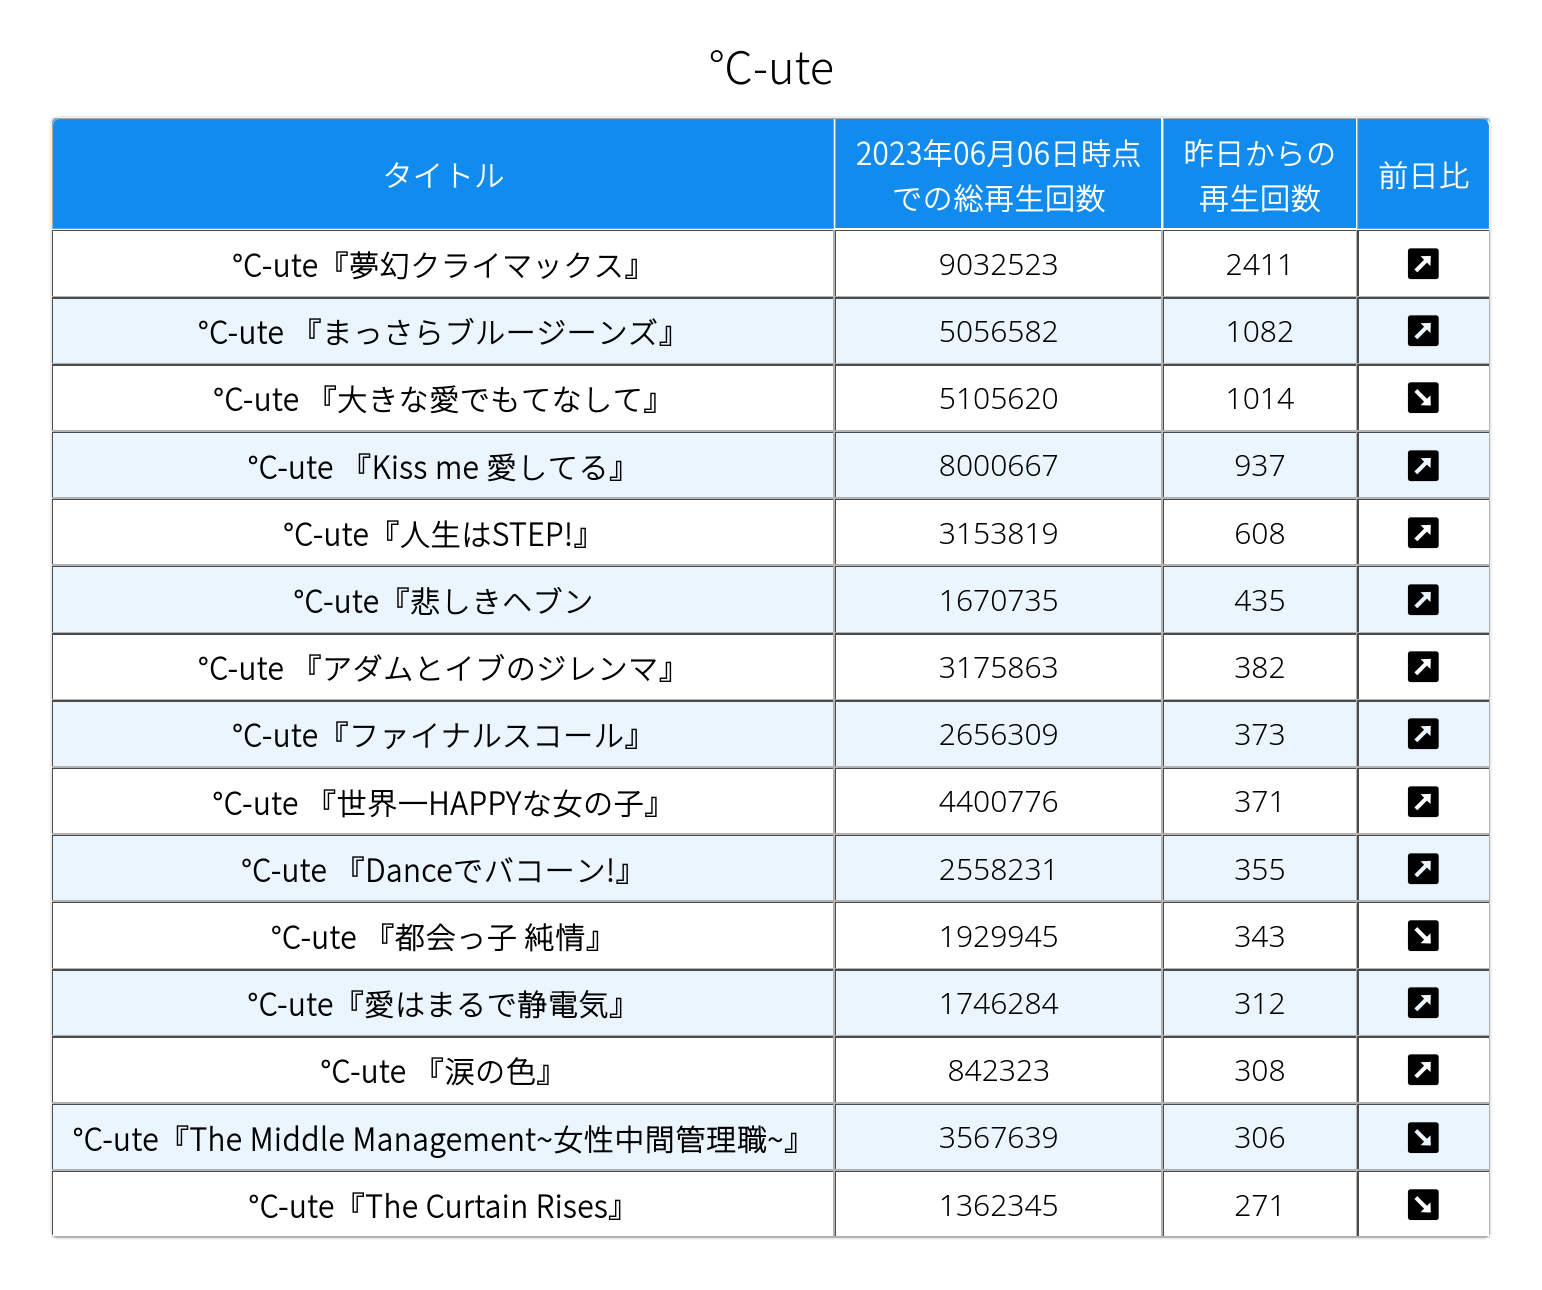 ℃-ute
タイトル 2023年06月06日時点 昨日からの 前日比
での総再生回数 再生回数
℃-ute『夢幻クライマックス』 9032523 2411
℃-ute 『まっさらブルージーンズ』 5056582 1082
℃-ute 『大きな愛でもてなして』 5105620 1014
℃-ute 『Kiss me 愛してる』 8000667 937
℃-ute『人生はSTEP!』 3153819 608
℃-ute『悲しきヘブン 1670735 435
℃-ute 『アダムとイブのジレンマ』 3175863 382
℃-ute『ファイナルスコール』 2656309 373
℃-ute 『世界一HAPPYな女の子』 4400776 371
℃-ute 『Danceでバコーン!』 2558231 355
℃-ute 『都会っ子 純情』 1929945 343
℃-ute『愛はまるで静電気』 1746284 312
℃-ute 『涙の色』 842323 308
℃-ute『The Middle Management~女性中間管理職~』 3567639 306
℃-ute『The Curtain Rises』 1362345 271